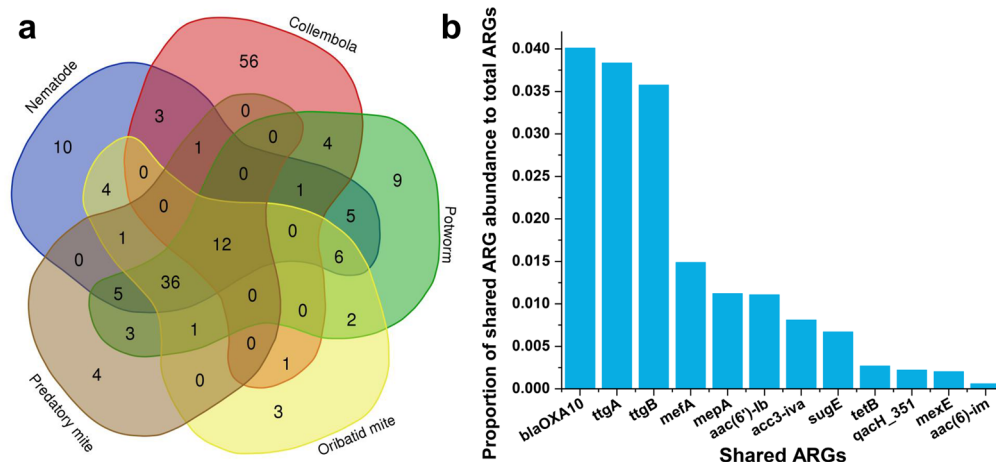 a
Nematode
Collembola
Potworm
Oribatid mite
Predatory mite
56
3
0
1
0
4
9
10
4
0
0
1
5
0
0
12
6
1
0
5
36
0
0
2
3
1
0
1
4
0
3
b
Proportion of shared ARG abundance to total ARGs
0.040
0.035
0.030
0.025
0.020
0.015
0.010
0.005
0.000
blaOXA10
ttgA
ttgB
mefA
mepA
aac(6')-Ib
acc3-iva
sugE
tetB
qacH_351
mexE
aac(6)-im
Shared ARGs